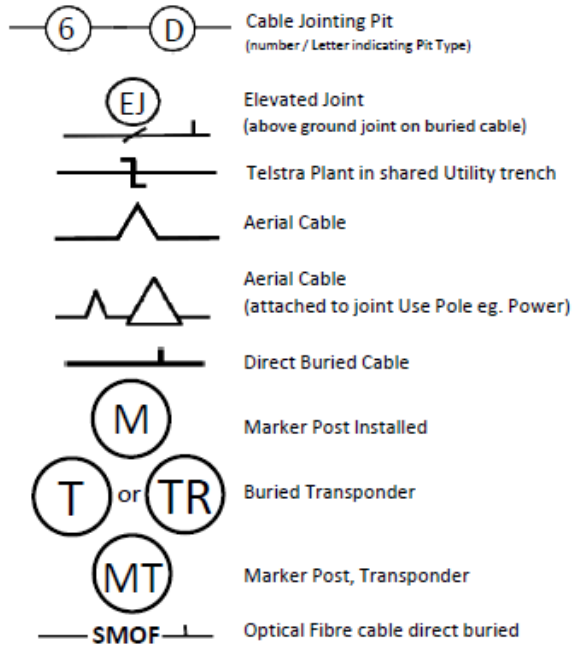 6 D Cable Jointing Pit
(number / Letter indicating Pit Type)
EJ Elevated Joint
(above ground joint on buried cable)
Telstra Plant in shared Utility trench
Aerial Cable
Aerial Cable
(attached to joint Use Pole eg. Power)
Direct Buried Cable
M Marker Post Installed
T or TR Buried Transponder
MT Marker Post, Transponder
SMOF Optical Fibre cable direct buried